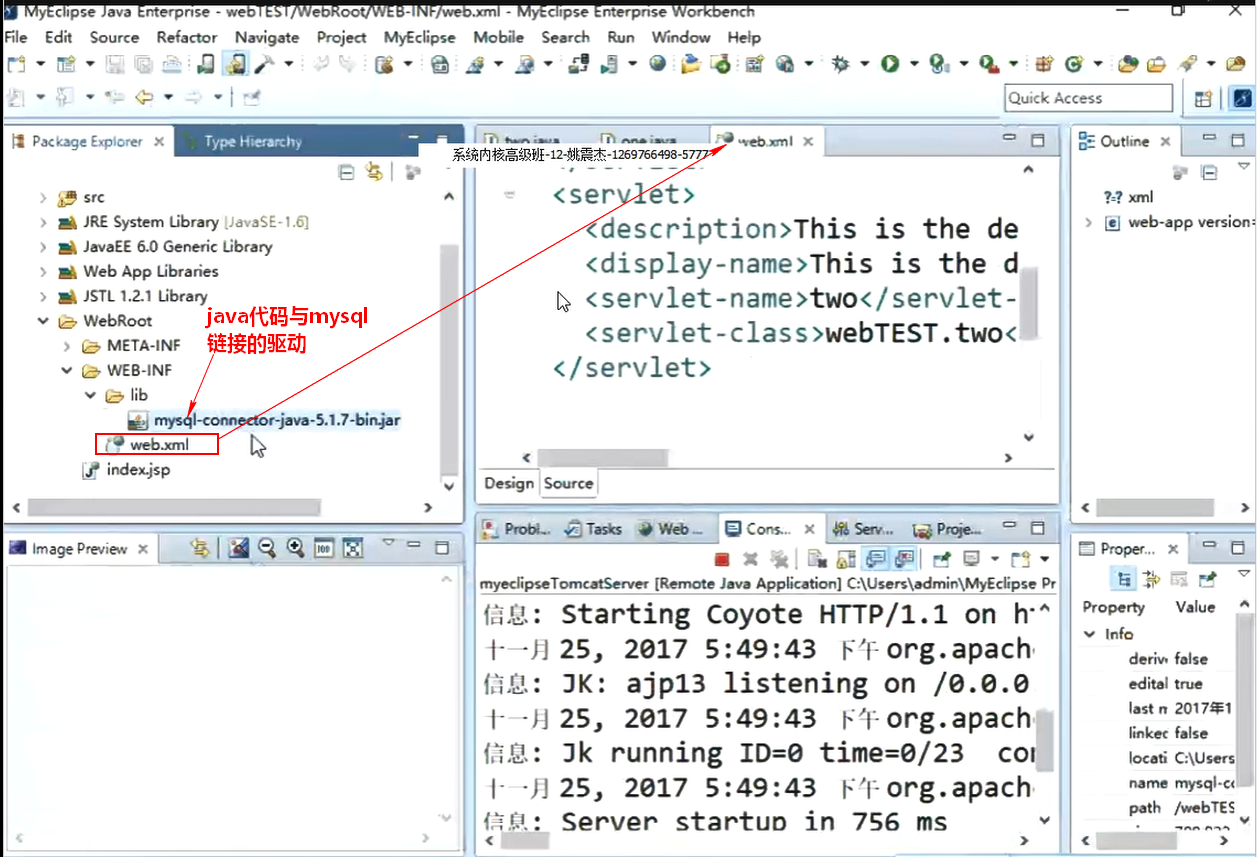 MyEclipse Java Enterprise - webTEST/WebRoot/WEB-INF/web.xml - MyEclipse Enterprise Workbench
File Edit Source Refactor Navigate Project MyEclipse Mobile Search Run Window Help
Quick Access
Package Explorer Type Hierarchy
two.java one.java web.xml
Outline
系统内核高级班-12-姚震杰-1269766498-5777
src
JRE System Library [JavaSE-1.6]
JavaEE 6.0 Generic Library
Web App Libraries
JSTL 1.2.1 Library
WebRoot
META-INF
WEB-INF
lib
mysql-connector-java-5.1.7-bin.jar
web.xml
index.jsp
java代码与mysql
链接的驱动
<servlet>
<description>This is the de
<display-name>This is the d
<servlet-name>two</servlet-
<servlet-class>webTEST.two<
</servlet>
Design Source
xml
web-app version=
Image Preview
Probl... Tasks Web ... Cons... Serv... Proje...
myeclipseTomcatServer [Remote Java Application] C:\Users\admin\MyEclipse Pr
信息: Starting Coyote HTTP/1.1 on h
十一月 25, 2017 5:49:43 下午 org.apach
信息: JK: ajp13 listening on /0.0.0
十一月 25, 2017 5:49:43 下午 org.apach
信息: Jk running ID=0 time=0/23 co
十一月 25, 2017 5:49:43 下午 org.apach
信息: Server startup in 756 ms
Proper...
Property Value
Info
deriv false
edital true
last n 2017年1
linkec false
locati C:\Users
name mysql-co
path /webTES